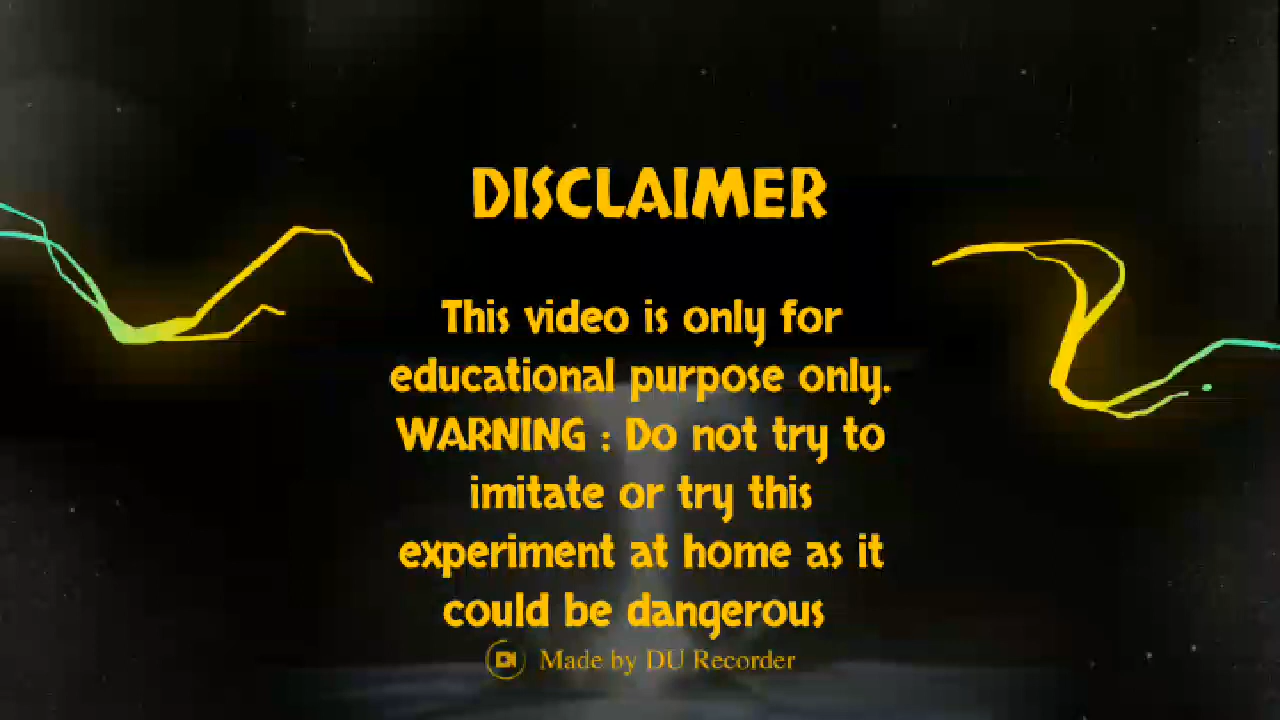 DISCLAIMER
This video is only for
educational purpose only.
WARNING : Do not try to
imitate or try this
experiment at home as it
could be dangerous
Made by DU Recorder